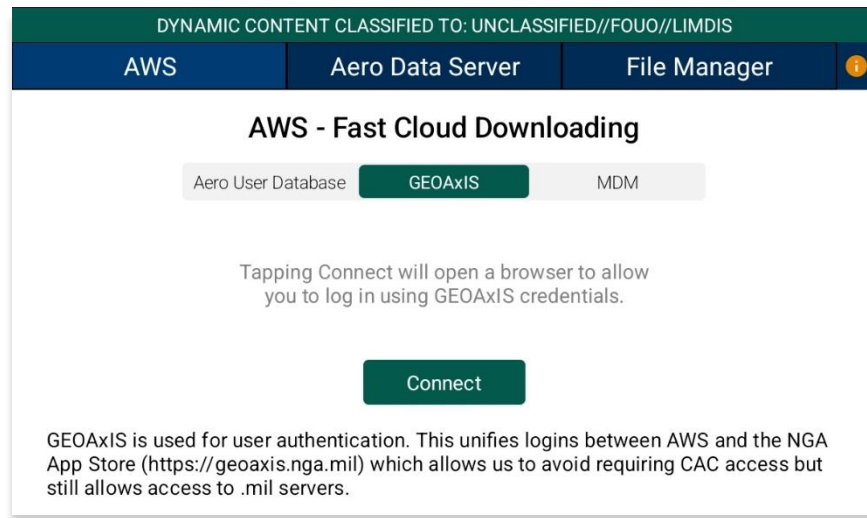 DYNAMIC CONTENT CLASSIFIED TO: UNCLASSIFIED//FOUO//LIMDIS
AWS Aero Data Server File Manager i
AWS - Fast Cloud Downloading
Aero User Database GEOAxIS MDM
Tapping Connect will open a browser to allow
you to log in using GEOAxIS credentials.
Connect
GEOAxIS is used for user authentication. This unifies logins between AWS and the NGA
App Store (https://geoaxis.nga.mil) which allows us to avoid requiring CAC access but
still allows access to .mil servers.